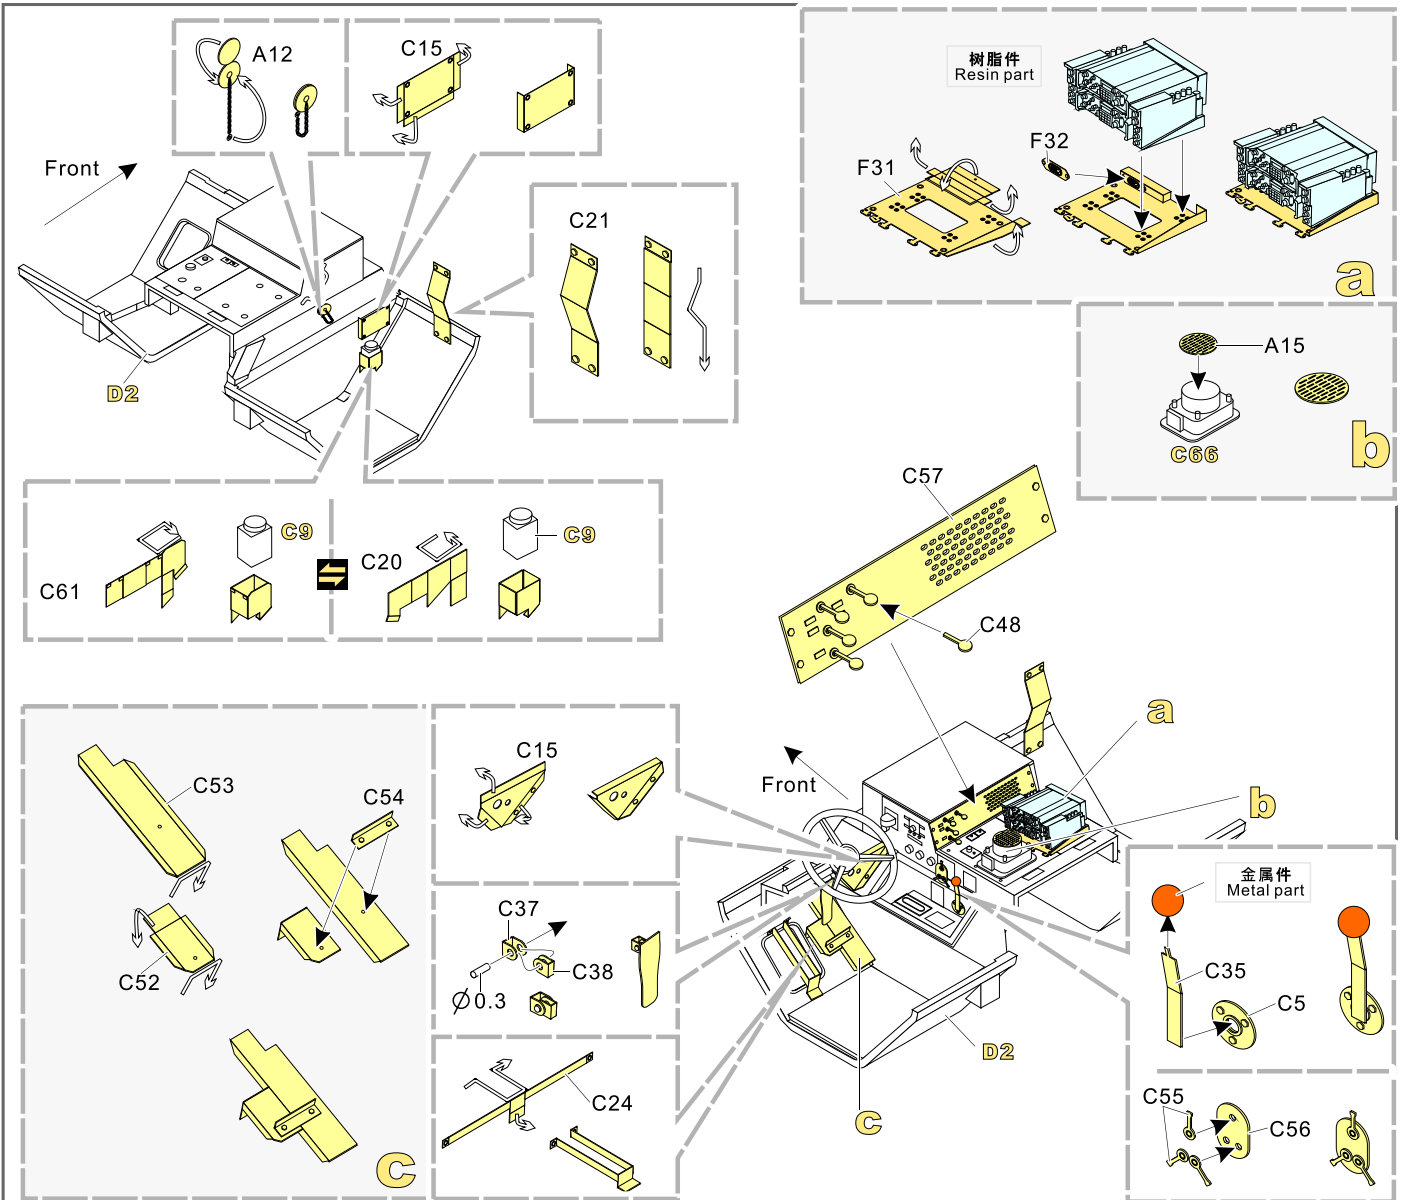 A12
C15
树脂件
Resin part
F31
F32
a
Front
D2
C21
A15
C66
b
C61
C9
C20
C9
C57
C48
C53
C54
C52
C
C15
C37
C38
Ø0.3
C24
Front
a
b
D2
C
金属件
Metal part
C35
C5
C55
C56